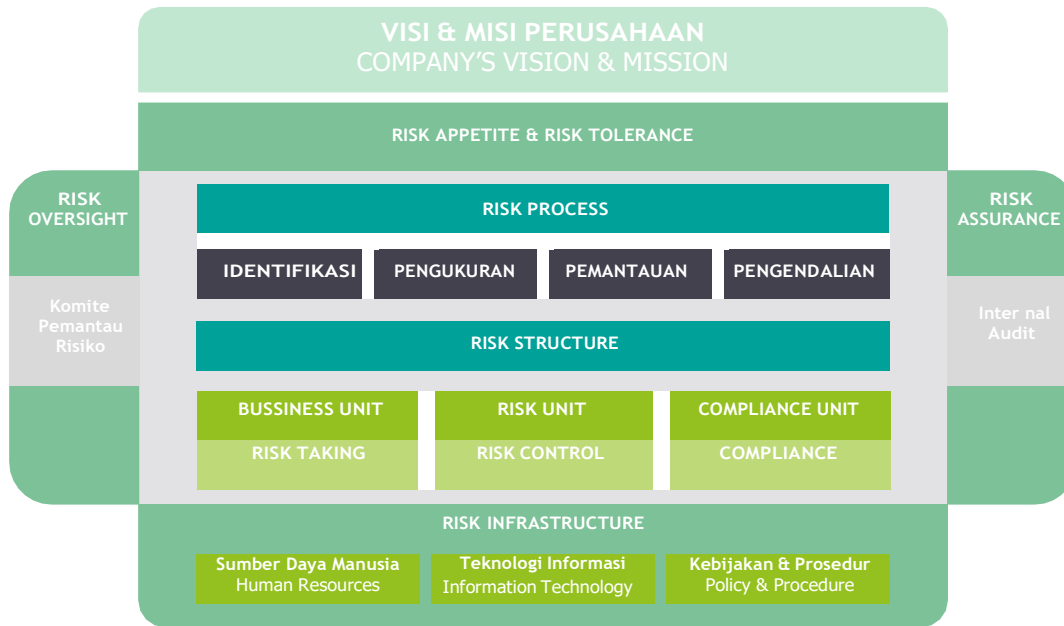 VISI & MISI PERUSAHAAN
COMPANY'S VISION & MISSION
RISK APPETITE & RISK TOLERANCE
RISK
OVERSIGHT
Komite
Pemantau
Risiko
RISK PROCESS
IDENTIFIKASI
PENGUKURAN
PEMANTAUAN
PENGENDALIAN
RISK STRUCTURE
BUSSINESS UNIT
RISK TAKING
RISK UNIT
RISK CONTROL
COMPLIANCE UNIT
COMPLIANCE
RISK
ASSURANCE
Inter nal
Audit
RISK INFRASTRUCTURE
Sumber Daya Manusia
Human Resources
Teknologi Informasi
Information Technology
Kebijakan & Prosedur
Policy & Procedure